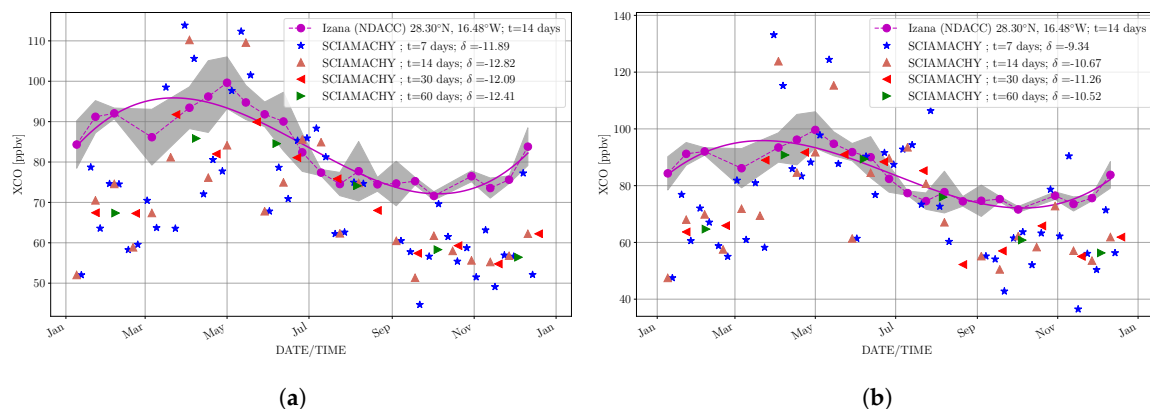 Izana (NDACC) 28.30°N, 16.48°W; t=14 days
SCIAMACHY ; t=7 days; δ =-11.89
SCIAMACHY ; t=14 days; δ =-12.82
SCIAMACHY ; t=30 days; δ =-12.09
SCIAMACHY ; t=60 days; δ =-12.41
110
100
90
80
70
60
50
XCO [ppbv]
Jan
Mar
May
Jul
Sep
Nov
Jan
DATE/TIME
(a)
Izana (NDACC) 28.30°N, 16.48°W; t=14 days
SCIAMACHY ; t=7 days; δ =-9.34
SCIAMACHY ; t=14 days; δ =-10.67
SCIAMACHY ; t=30 days; δ =-11.26
SCIAMACHY ; t=60 days; δ =-10.52
140
120
100
80
60
40
XCO [ppbv]
Jan
Mar
May
Jul
Sep
Nov
Jan
DATE/TIME
(b)